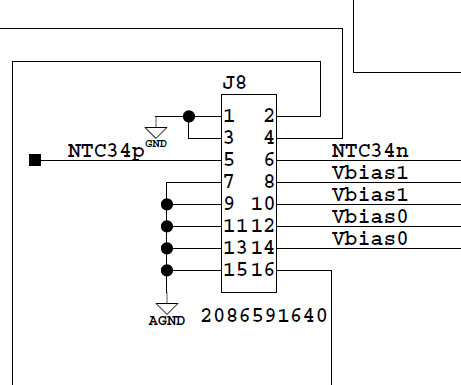 J8
1 2
GND 3 4
NTC34p 5 6 NTC34n
7 8 Vbias1
9 10 Vbias1
11 12 Vbias0
13 14 Vbias0
15 16
AGND 2086591640